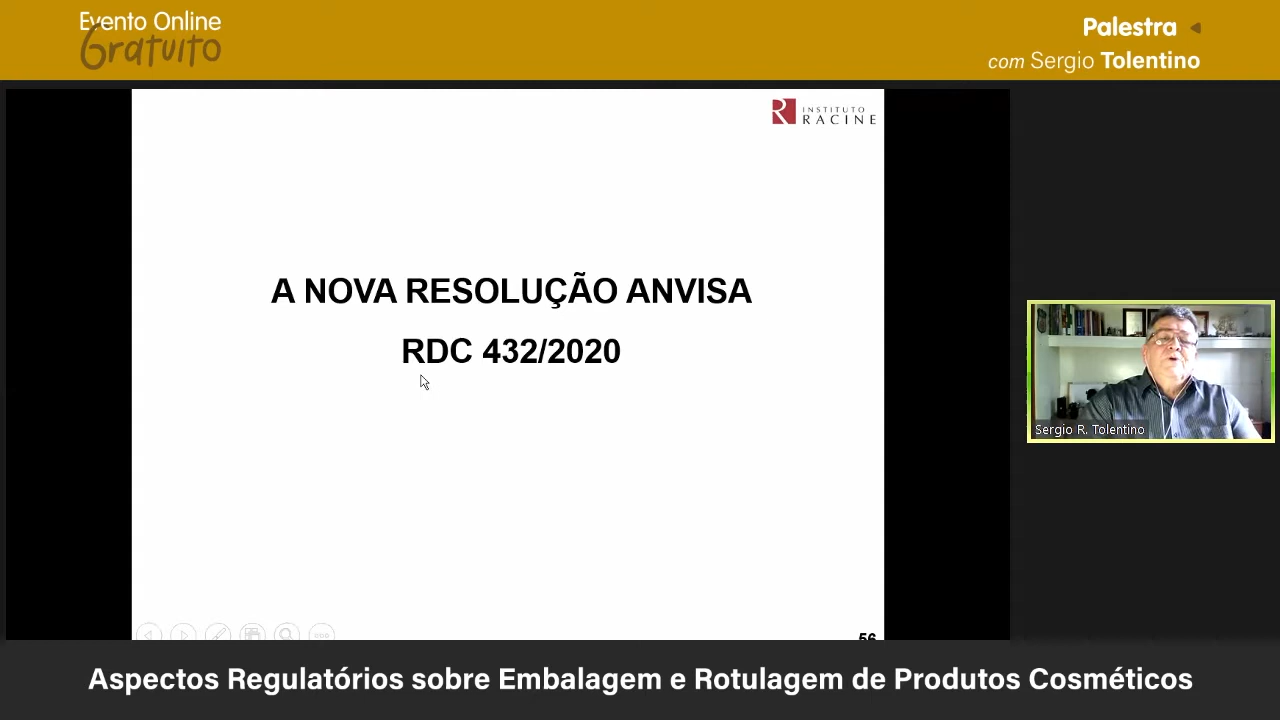 Evento Online
Gratuito
Palestra
com Sergio Tolentino
INSTITUTO
RACINE
A NOVA RESOLUÇÃO ANVISA
RDC 432/2020
Sergio R. Tolentino
56
Aspectos Regulatórios sobre Embalagem e Rotulagem de Produtos Cosméticos